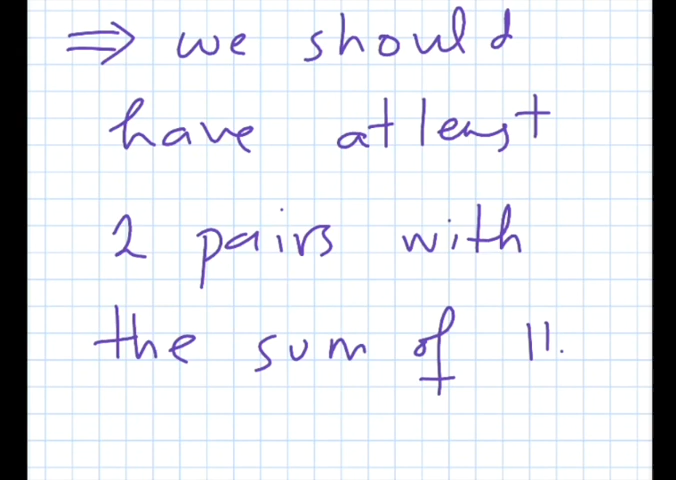 ⇒ we should
have atleast
2 pairs with
the sum of 11.